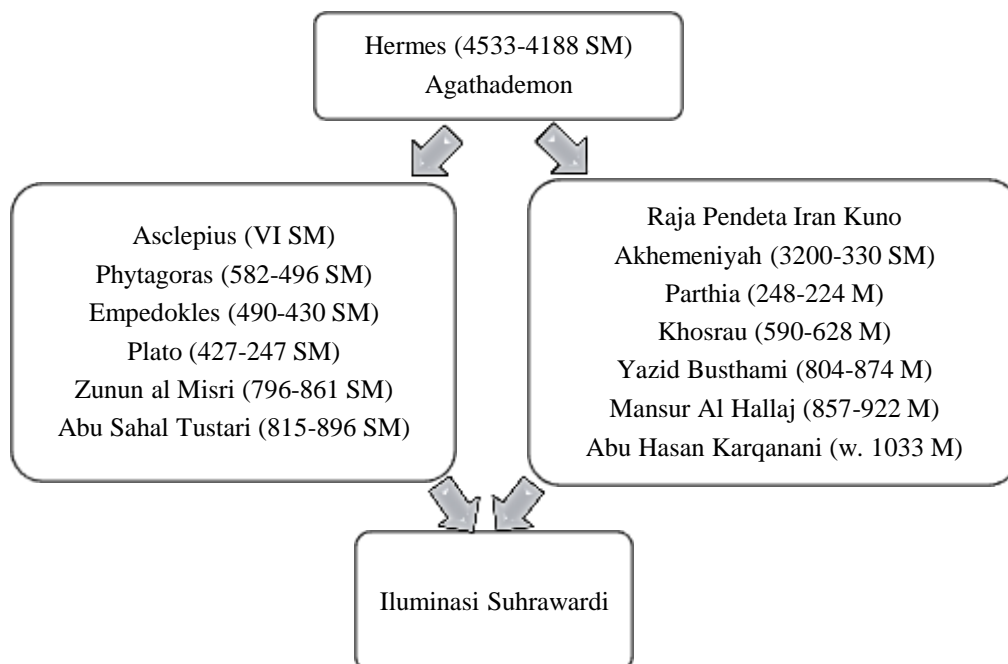 Hermes (4533-4188 SM)
Agathademon
Asclepius (VI SM)
Phytagoras (582-496 SM)
Empedokles (490-430 SM)
Plato (427-247 SM)
Zunun al Misri (796-861 SM)
Abu Sahal Tustari (815-896 SM)
Raja Pendeta Iran Kuno
Akhemeniyah (3200-330 SM)
Parthia (248-224 M)
Khosrau (590-628 M)
Yazid Busthami (804-874 M)
Mansur Al Hallaj (857-922 M)
Abu Hasan Karqanani (w. 1033 M)
Iluminasi Suhrawardi